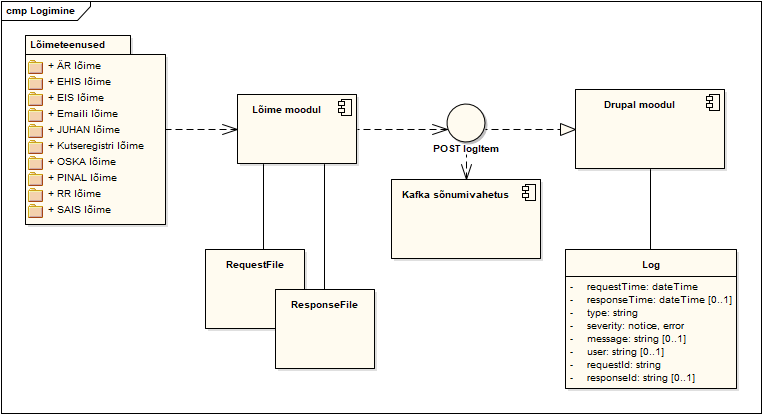 cmp Logimine
Lõimeteenused
+ ÄR lõime
+ EHIS lõime
+ EIS lõime
+ Emaili lõime
+ JUHAN lõime
+ Kutseregistri lõime
+ OSKA lõime
+ PINAL lõime
+ RR lõime
+ SAIS lõime
Lõime moodul
POST logItem
Drupal moodul
Kafka sõnumivahetus
RequestFile
ResponseFile
Log
- requestTime: dateTime
- responseTime: dateTime [0..1]
- type: string
- severity: notice, error
- message: string [0..1]
- user: string [0..1]
- requestId: string
- responseId: string [0..1]